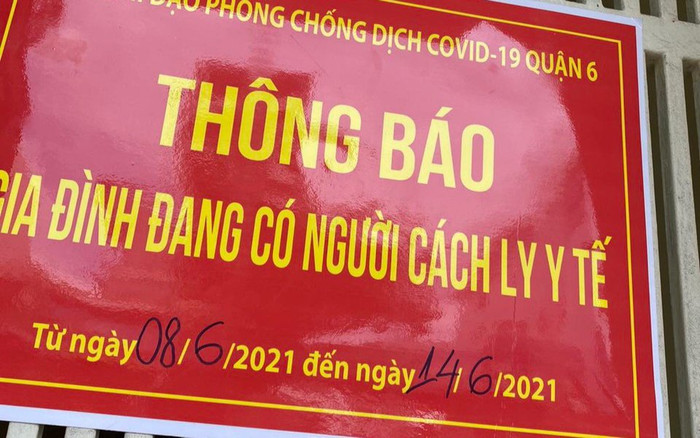 ĐẠO PHÒNG CHỐNG DỊCH COVID-19 QUẬN 6
THÔNG BÁO
GIA ĐÌNH ĐANG CÓ NGƯỜI CÁCH LY Y TẾ
Từ ngày 08/6/2021 đến ngày 14/6/2021